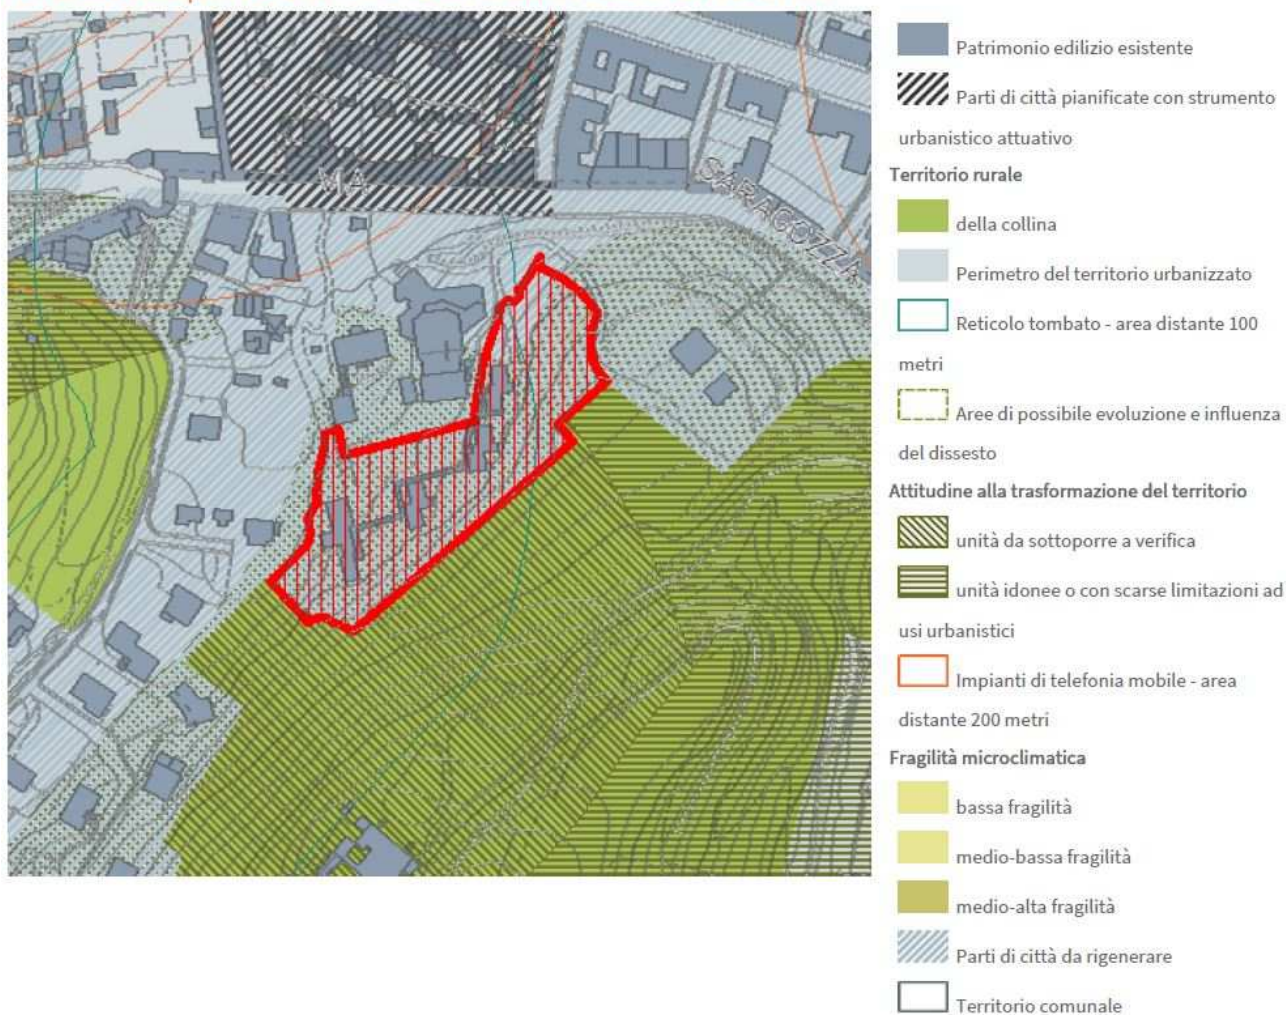 VIA
SARAGOZZA
Patrimonio edilizio esistente
Parti di città pianificate con strumento
urbanistico attuativo
Territorio rurale
della collina
Perimetro del territorio urbanizzato
Reticolo tombato - area distante 100
metri
Aree di possibile evoluzione e influenza
del dissesto
Attitudine alla trasformazione del territorio
unità da sottoporre a verifica
unità idonee o con scarse limitazioni ad
usi urbanistici
Impianti di telefonia mobile - area
distante 200 metri
Fragilità microclimatica
bassa fragilità
medio-bassa fragilità
medio-alta fragilità
Parti di città da rigenerare
Territorio comunale